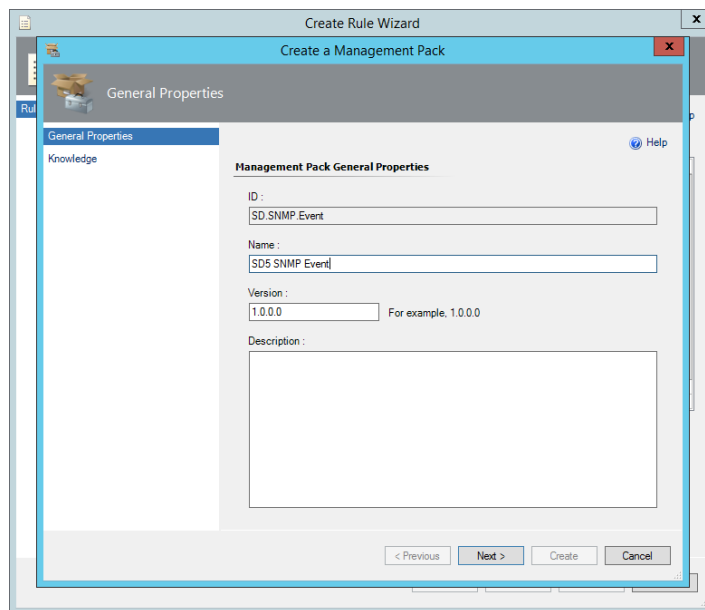 Create Rule Wizard
x
Create a Management Pack
x
General Properties
Rul
General Properties
Knowledge
Help
p
Management Pack General Properties
ID :
SD.SNMP.Event
Name :
SD5 SNMP Event
Version :
1.0.0.0 For example, 1.0.0.0
Description :
< Previous Next > Create Cancel